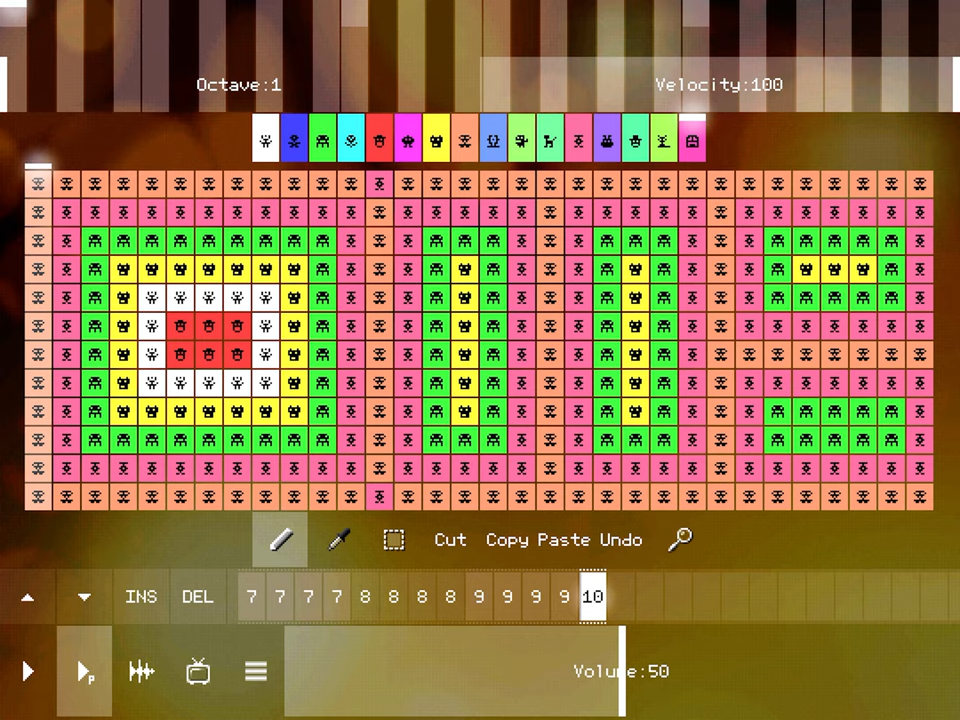 Octave:1 Velocity:100
Cut Copy Paste Undo
INS DEL 7 7 7 7 8 8 8 8 9 9 9 9 10
p Volume:50